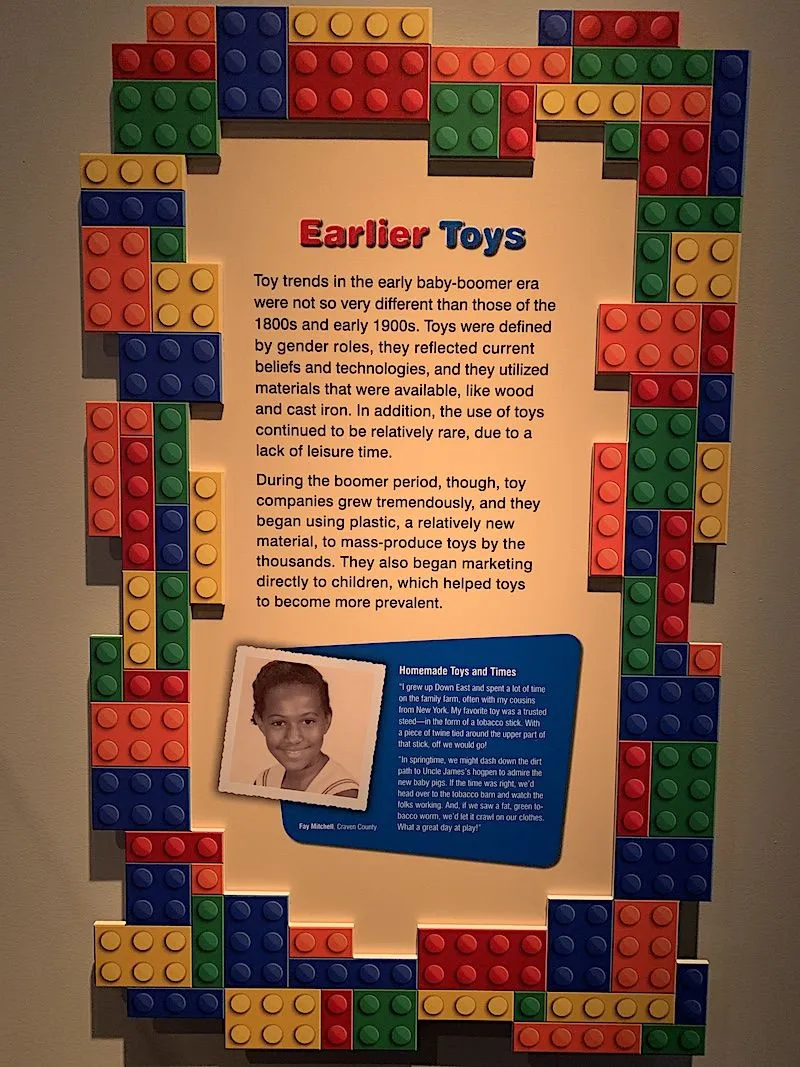 Earlier Toys
Toy trends in the early baby-boomer era
were not so very different than those of the
1800s and early 1900s. Toys were defined
by gender roles, they reflected current
beliefs and technologies, and they utilized
materials that were available, like wood
and cast iron. In addition, the use of toys
continued to be relatively rare, due to a
lack of leisure time.
During the boomer period, though, toy
companies grew tremendously, and they
began using plastic, a relatively new
material, to mass-produce toys by the
thousands. They also began marketing
directly to children, which helped toys
to become more prevalent.
Homemade Toys and Times
"I grew up Down East and spent a lot of time
on the family farm, often with my cousins
from New York. My favorite toy was a trusted
steed—in the form of a tobacco stick. With
a piece of twine tied around the upper part of
that stick, off we would go!
"In springtime, we might dash down the dirt
path to Uncle James's hogpen to admire the
new baby pigs. If the time was right, we'd
head over to the tobacco barn and watch the
folks working. And, if we saw a fat, green to-
bacco worm, we'd let it crawl on our clothes.
What a great day at play!"
Fay Mitchell, Craven County